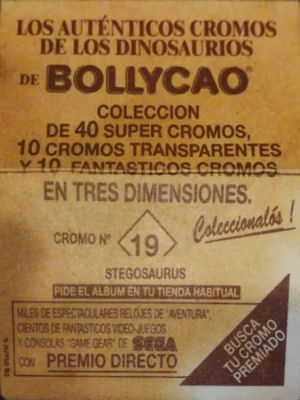 LOS AUTÉNTICOS CROMOS
DE LOS DINOSAURIOS
DE BOLLYCAO
COLECCION
DE 40 SUPER CROMOS,
10 CROMOS TRANSPARENTES
Y 10 FANTASTICOS CROMOS
EN TRES DIMENSIONES.
Coleccionalós!
CROMO Nº 19
STEGOSAURUS
PIDE EL ALBUM EN TU TIENDA HABITUAL
MILES DE ESPECTACULARES RELOJES DE "AVENTURA",
CIENTOS DE FANTASTICOS VIDEO-JUEGOS
Y CONSOLAS "GAME GEAR" DE SEGA
CON PREMIO DIRECTO
BUSCA
TU CROMO
PREMIADO